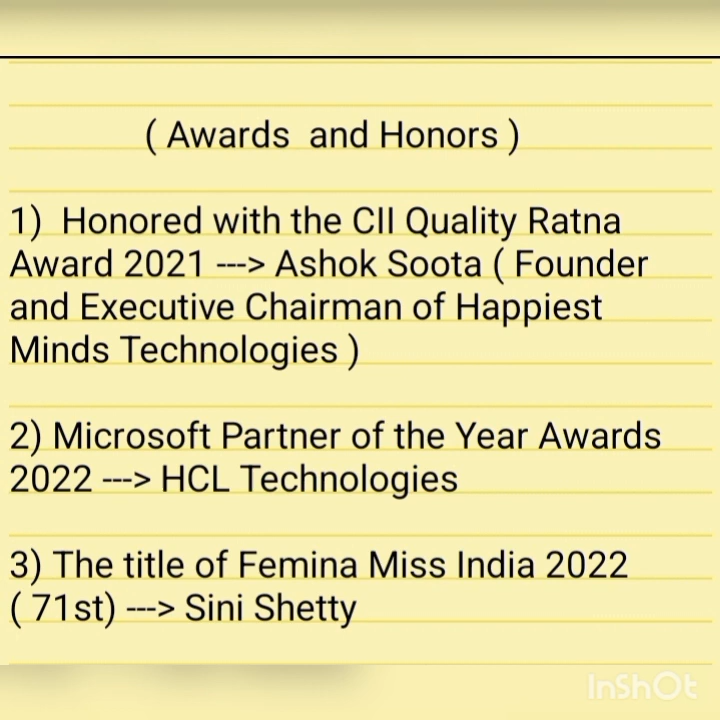 ( Awards and Honors )
1) Honored with the CII Quality Ratna
Award 2021 ---> Ashok Soota ( Founder
and Executive Chairman of Happiest
Minds Technologies )
2) Microsoft Partner of the Year Awards
2022 ---> HCL Technologies
3) The title of Femina Miss India 2022
( 71st) ---> Sini Shetty
InShOt